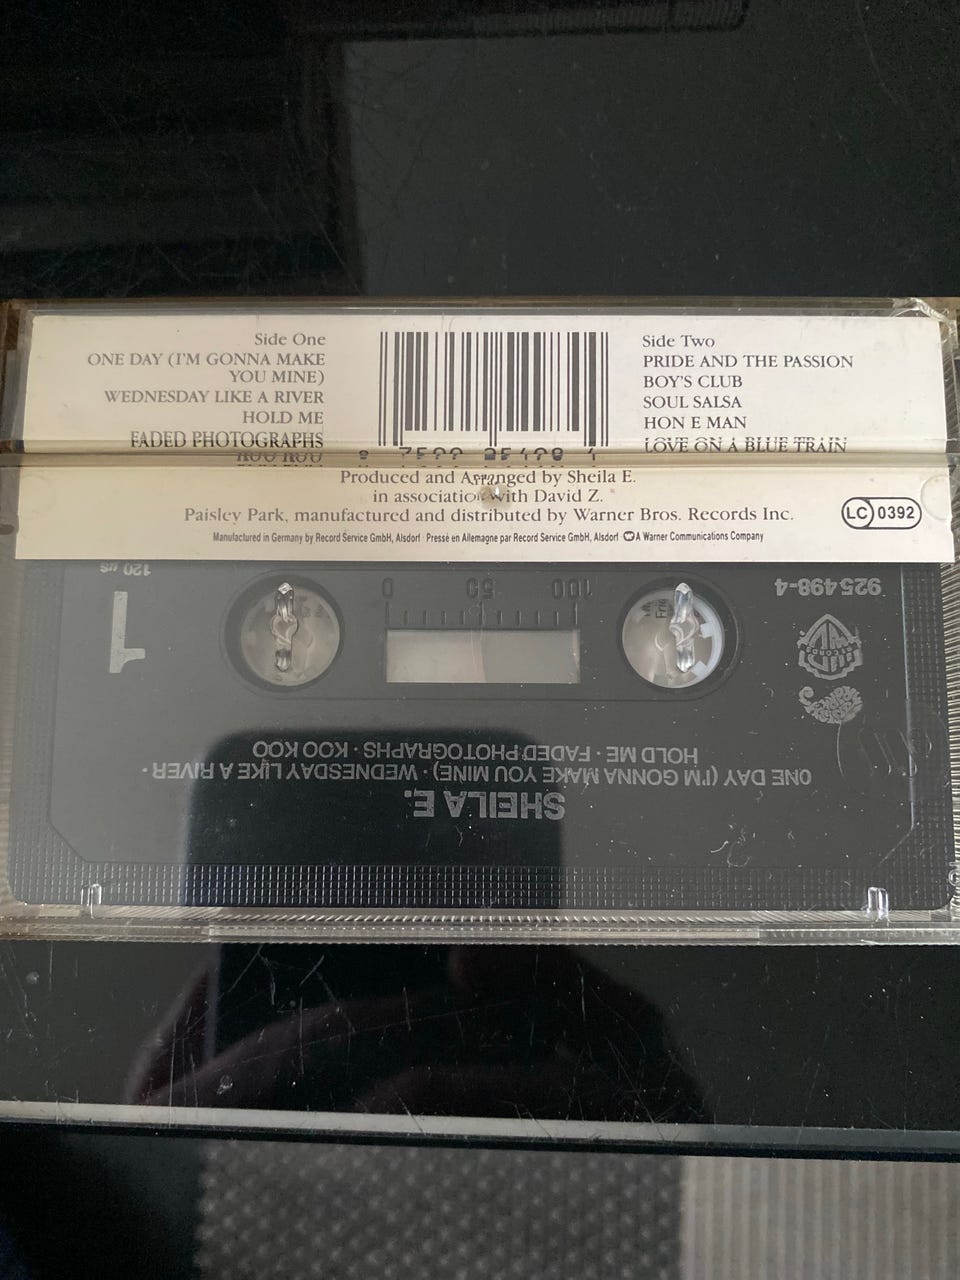 Side One
ONE DAY (I'M GONNA MAKE
YOU MINE)
WEDNESDAY LIKE A RIVER
HOLD ME
FADED PHOTOGRAPHS
KOO KOO
Side Two
PRIDE AND THE PASSION
BOY'S CLUB
SOUL SALSA
HON E MAN
LOVE ON A BLUE TRAIN
Produced and Arranged by Sheila E.
in association with David Z.
Paisley Park, manufactured and distributed by Warner Bros. Records Inc.
LC 0392
Manufactured in Germany by Record Service GmbH, Alsdorf · Pressé en Allemagne par Record Service GmbH, Alsdorf A Warner Communications Company
SHEILA E.
ONE DAY (I'M GONNA MAKE YOU MINE) · WEDNESDAY LIKE A RIVER ·
HOLD ME · FADED PHOTOGRAPHS · KOO KOO
100 50 0
1
925 498-4
120 µs